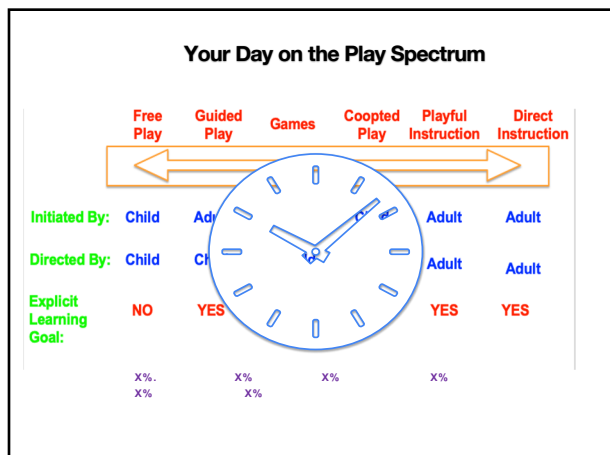 Your Day on the Play Spectrum
Free Play Guided Play Games Coopted Play Playful Instruction Direct Instruction
Initiated By: Child Adult Adult
Directed By: Child Adult Adult
Explicit Learning Goal: NO YES YES YES
X%. X% X% X%
X% X%